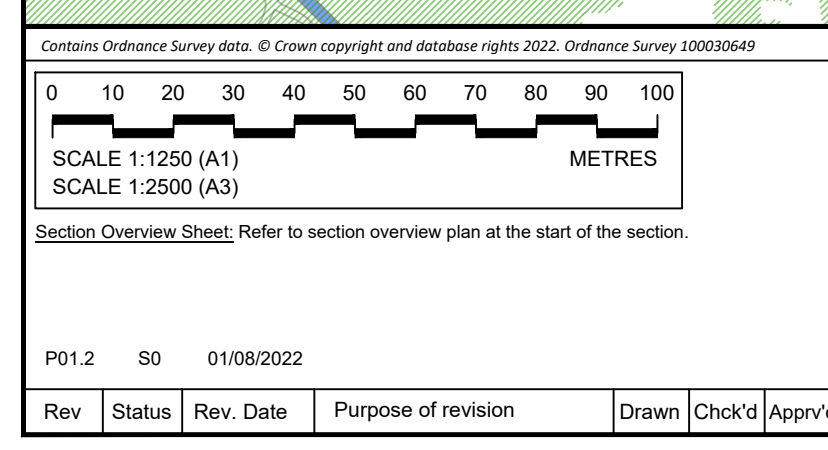 Contains Ordnance Survey data. © Crown copyright and database rights 2022. Ordnance Survey 100030649
0 10 20 30 40 50 60 70 80 90 100
SCALE 1:1250 (A1) METRES
SCALE 1:2500 (A3)
Section Overview Sheet: Refer to section overview plan at the start of the section.
P01.2 S0 01/08/2022
Rev Status Rev. Date Purpose of revision Drawn Chck'd Apprv'